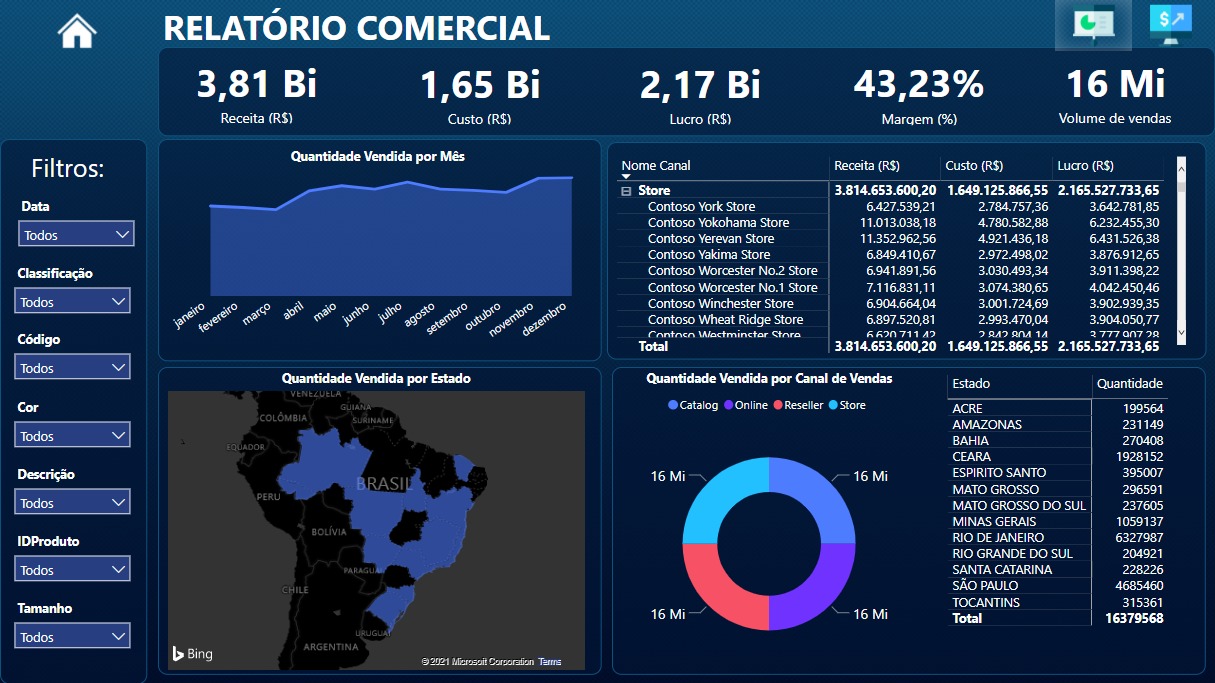 RELATÓRIO COMERCIAL
3,81 Bi
Receita (R$)
1,65 Bi
Custo (R$)
2,17 Bi
Lucro (R$)
43,23%
Margem (%)
16 Mi
Volume de vendas
Filtros:
Data
Todos
Classificação
Todos
Código
Todos
Cor
Todos
Descrição
Todos
IDProduto
Todos
Tamanho
Todos
Quantidade Vendida por Mês
janeiro
fevereiro
março
abril
maio
junho
julho
agosto
setembro
outubro
novembro
dezembro
Nome Canal Receita (R$) Custo (R$) Lucro (R$)
Store 3.814.653.600,20 1.649.125.866,55 2.165.527.733,65
Contoso York Store 6.427.539,21 2.784.757,36 3.642.781,85
Contoso Yokohama Store 11.013.038,18 4.780.582,88 6.232.455,30
Contoso Yerevan Store 11.352.962,56 4.921.436,18 6.431.526,38
Contoso Yakima Store 6.849.410,67 2.972.498,02 3.876.912,65
Contoso Worcester No.2 Store 6.941.891,56 3.030.493,34 3.911.398,22
Contoso Worcester No.1 Store 7.116.831,11 3.074.380,65 4.042.450,46
Contoso Winchester Store 6.904.664,04 3.001.724,69 3.902.939,35
Contoso Wheat Ridge Store 6.897.520,81 2.993.470,04 3.904.050,77
Contoso Westminster Store 6.620.711,42 2.842.804,14 3.777.907,28
Total 3.814.653.600,20 1.649.125.866,55 2.165.527.733,65
Quantidade Vendida por Estado
VENEZUELA
GUIANA
COLÔMBIA
SURINAME
EQUADOR
BRASIL
PERU
BOLÍVIA
PARAGUAI
CHILE
URUGUAI
ARGENTINA
Bing
© 2021 Microsoft Corporation Terms
Quantidade Vendida por Canal de Vendas
Catalog Online Reseller Store
16 Mi
16 Mi
16 Mi
16 Mi
Estado Quantidade
ACRE 199564
AMAZONAS 231149
BAHIA 270408
CEARA 1928152
ESPIRITO SANTO 395007
MATO GROSSO 296591
MATO GROSSO DO SUL 237605
MINAS GERAIS 1059137
RIO DE JANEIRO 6327987
RIO GRANDE DO SUL 204921
SANTA CATARINA 228226
SÃO PAULO 4685460
TOCANTINS 315361
Total 16379568